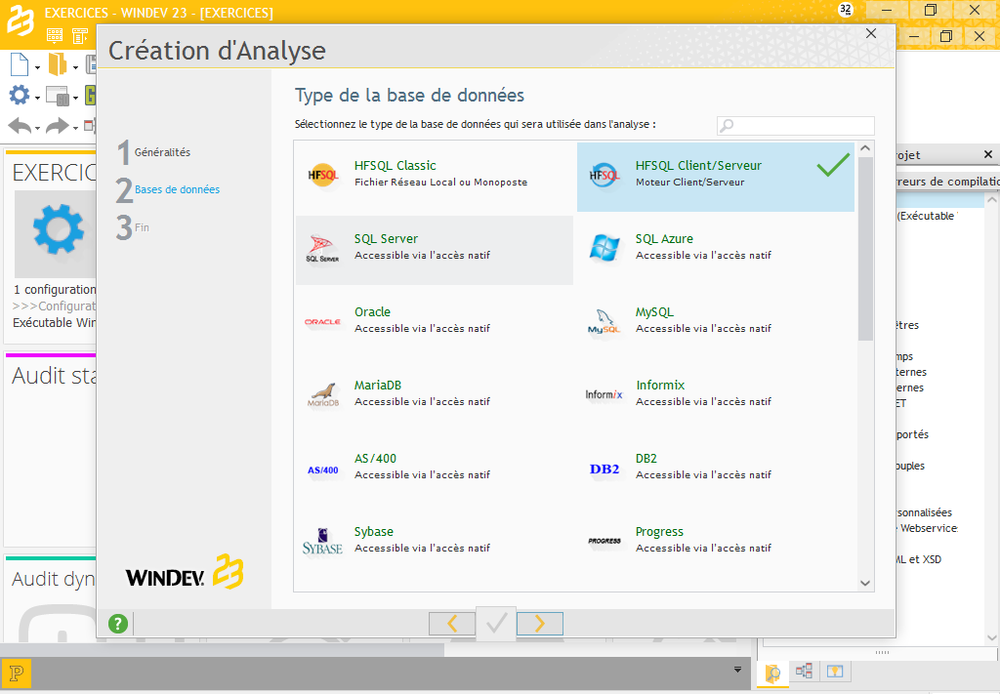 EXERCICES - WINDEV 23 - [EXERCICES]
32
Création d'Analyse
Type de la base de données
Sélectionnez le type de la base de données qui sera utilisée dans l'analyse :
1 Généralités
2 Bases de données
3 Fin
HFSQL
HFSQL Classic
Fichier Réseau Local ou Monoposte
HFSQL
HFSQL Client/Serveur
Moteur Client/Serveur
SQL Server
SQL Server
Accessible via l'accès natif
SQL Azure
Accessible via l'accès natif
ORACLE
Oracle
Accessible via l'accès natif
MySQL
MySQL
Accessible via l'accès natif
MariaDB
MariaDB
Accessible via l'accès natif
Informix
Informix
Accessible via l'accès natif
AS/400
AS/400
Accessible via l'accès natif
DB2
DB2
Accessible via l'accès natif
SYBASE
Sybase
Accessible via l'accès natif
PROGRESS
Progress
Accessible via l'accès natif
WINDEV 23
?
EXERCIC
1 configuration
>>>Configurat
Exécutable Win
Audit sta
Audit dyn
ojet
reurs de compilatio
(Exécutable
êtres
mps
ternes
ernes
ET
portés
ouples
sonnalisées
Webservice
ML et XSD
P